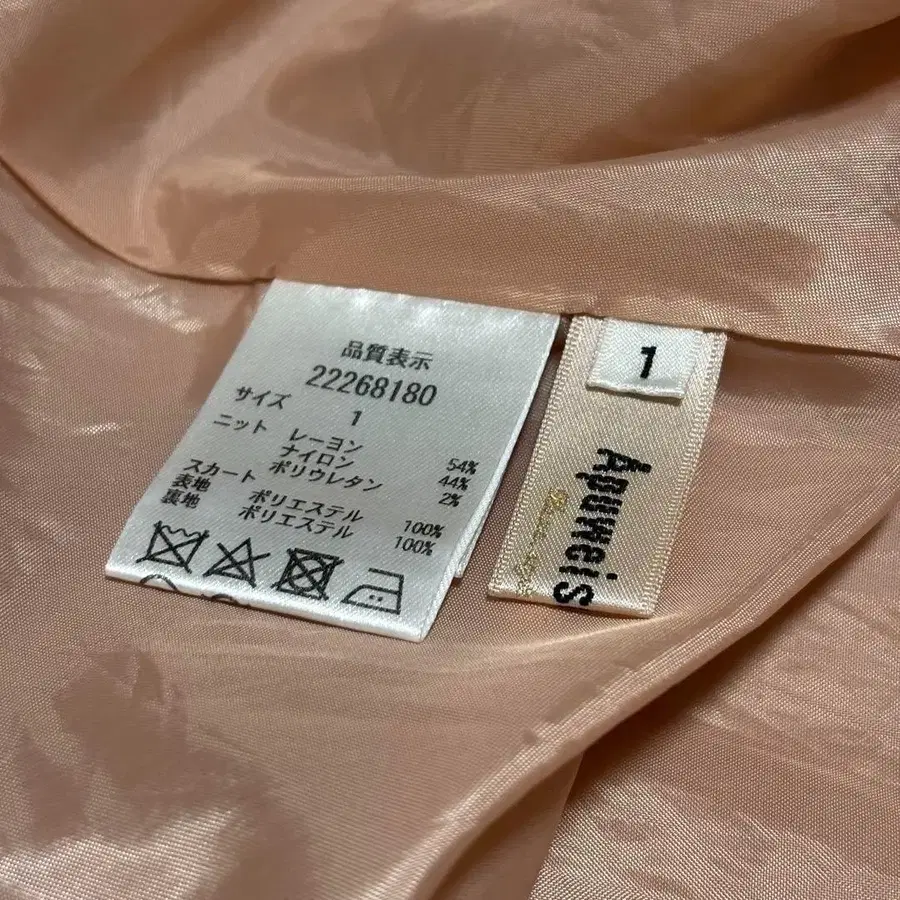 品質表示
22268180
サイズ 1
ニット レーヨン 54%
ナイロン 44%
ポリウレタン 2%
スカート
表地 ポリエステル 100%
裏地 ポリエステル 100%
1
Apuweis